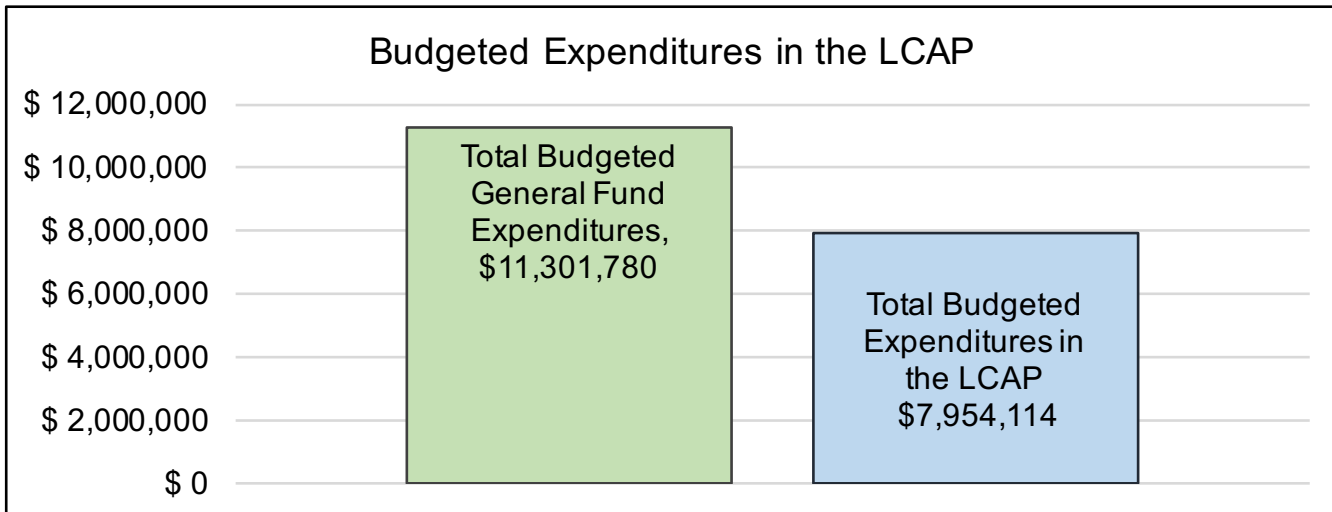 Budgeted Expenditures in the LCAP
$ 12,000,000
$ 10,000,000
$ 8,000,000
$ 6,000,000
$ 4,000,000
$ 2,000,000
$ 0
Total Budgeted
General Fund
Expenditures,
$11,301,780
Total Budgeted
Expenditures in
the LCAP
$7,954,114